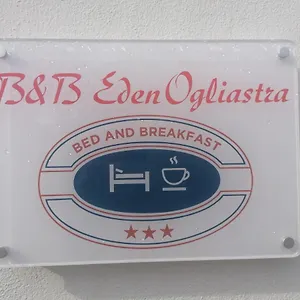 B&B Eden Ogliastra
BED AND BREAKFAST